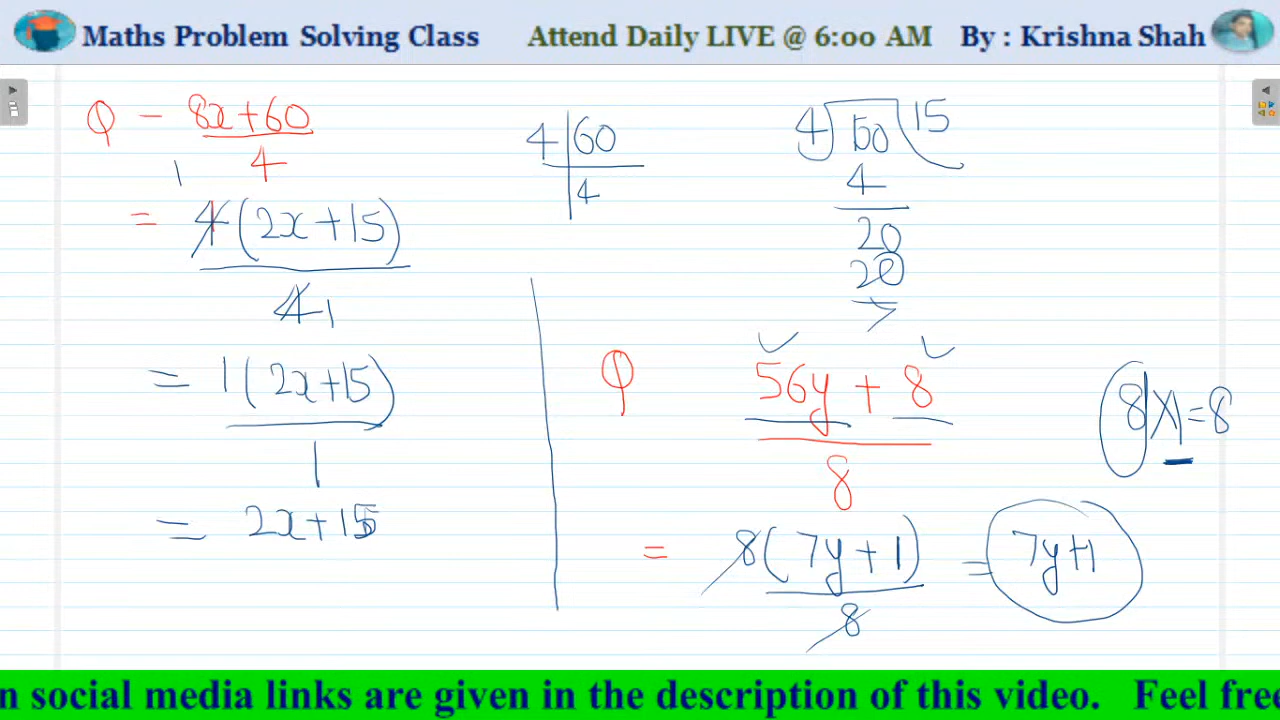 Maths Problem Solving Class Attend Daily LIVE @ 6:00 AM By : Krishna Shah
Q - 8x+60
4
1
= 4(2x+15)
4 1
= 1(2x+15)
1
= 2x+15
4 | 60
4
4 ) 60 ( 15
4
20
20
Q 56y + 8
8
8×1=8
= 8(7y+1) = 7y+1
8
n social media links are given in the description of this video. Feel free